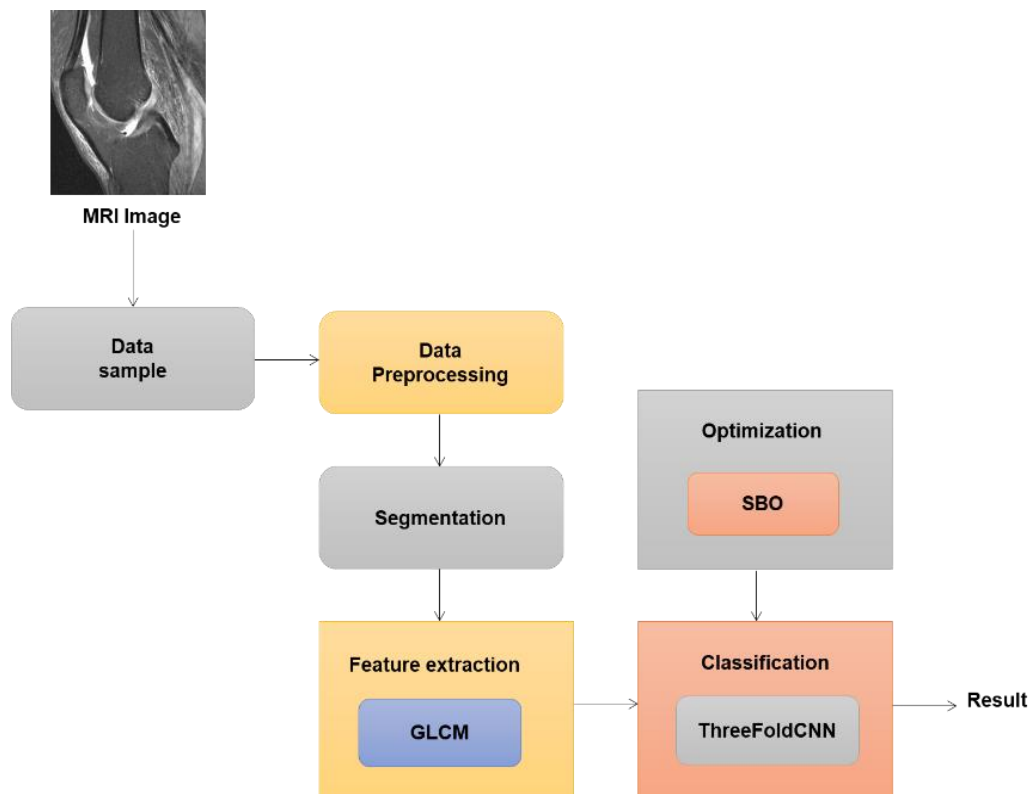 MRI Image
Data
sample
Data
Preprocessing
Segmentation
Optimization
SBO
Feature extraction
GLCM
Classification
ThreeFoldCNN
Result